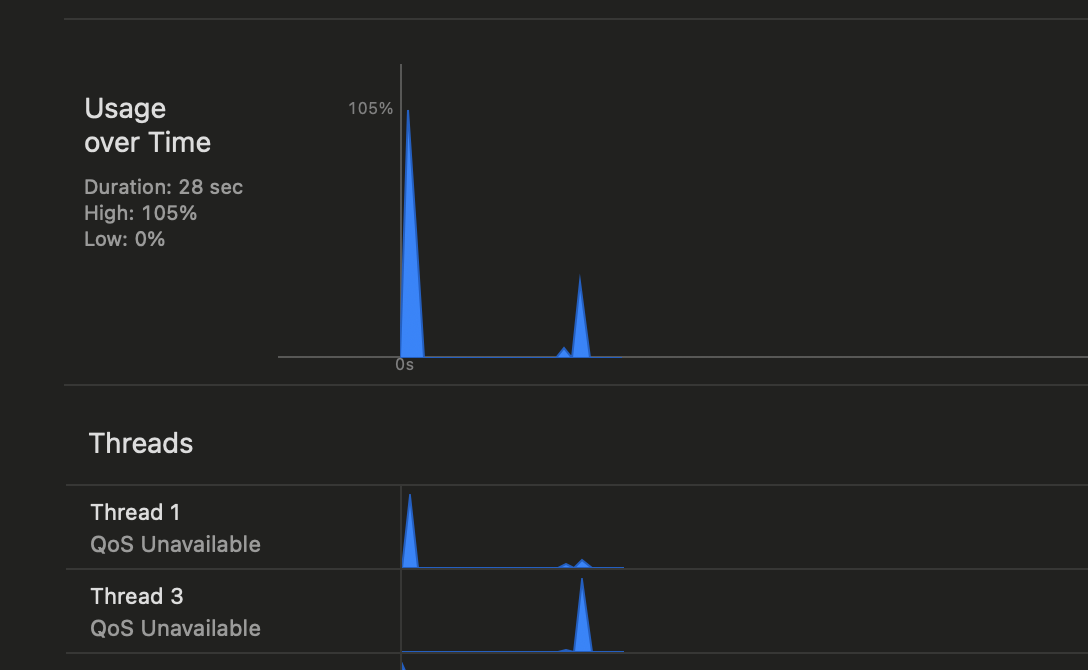 Usage
over Time
Duration: 28 sec
High: 105%
Low: 0%
105%
0s
Threads
Thread 1
QoS Unavailable
Thread 3
QoS Unavailable